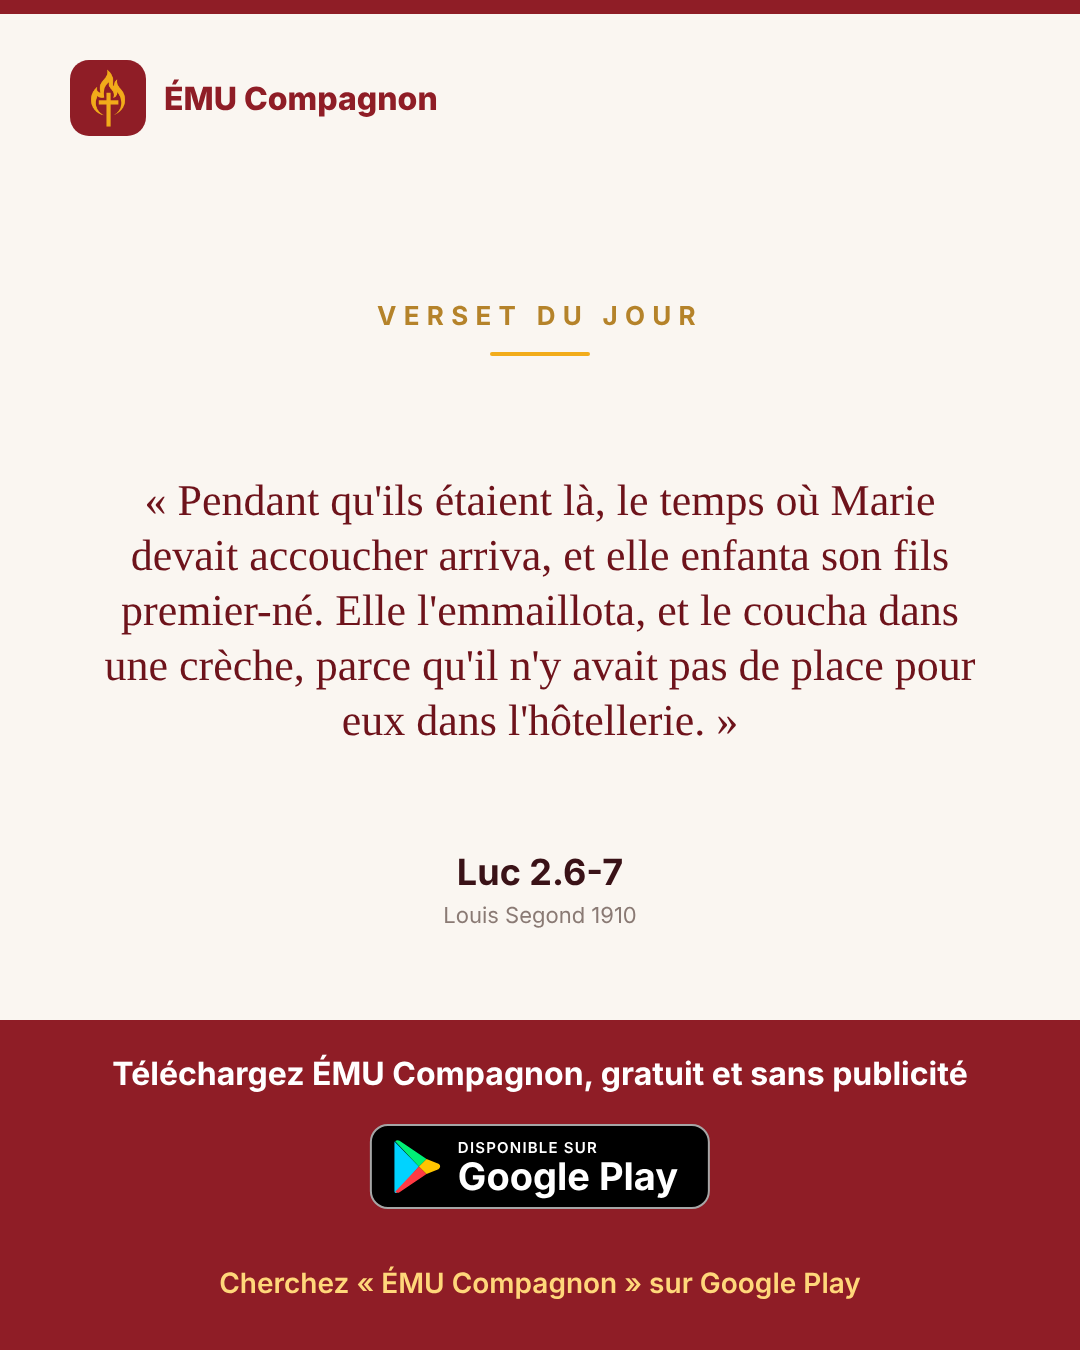 ÉMU Compagnon
VERSET DU JOUR
« Pendant qu'ils étaient là, le temps où Marie
devait accoucher arriva, et elle enfanta son fils
premier-né. Elle l'emmaillota, et le coucha dans
une crèche, parce qu'il n'y avait pas de place pour
eux dans l'hôtellerie. »
Luc 2.6-7
Louis Segond 1910
Téléchargez ÉMU Compagnon, gratuit et sans publicité
DISPONIBLE SUR
Google Play
Cherchez « ÉMU Compagnon » sur Google Play